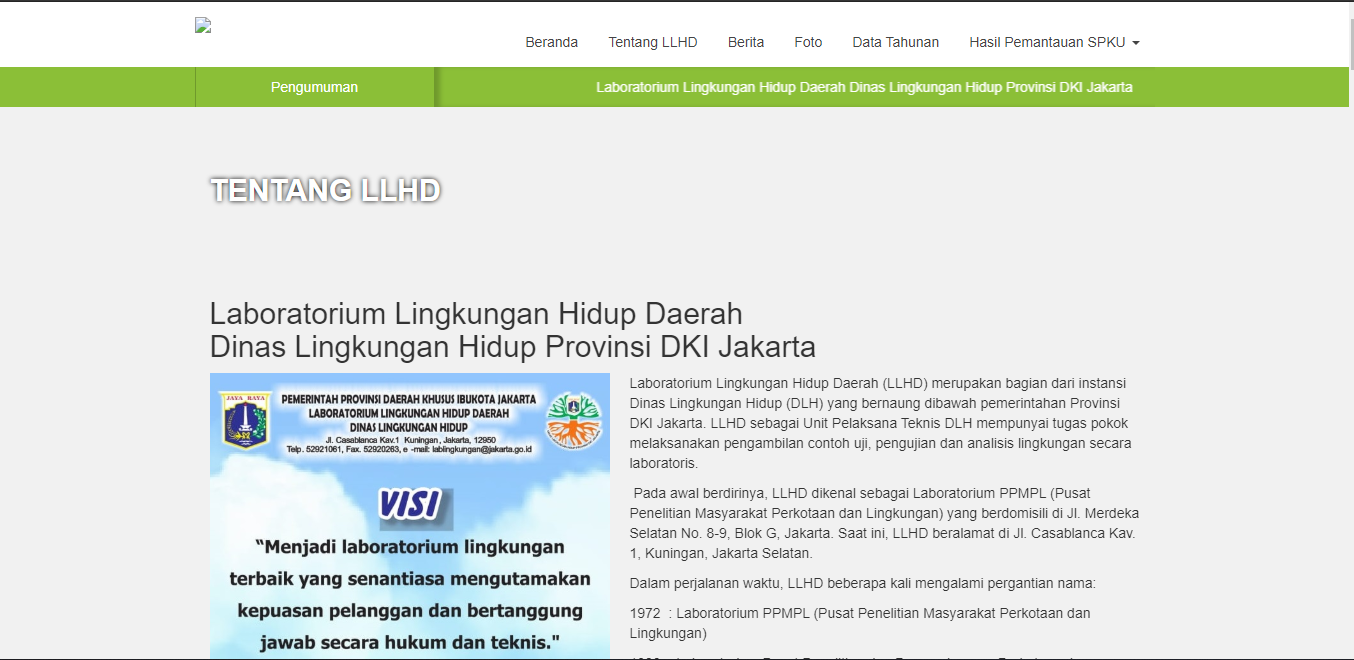 Beranda Tentang LLHD Berita Foto Data Tahunan Hasil Pemantauan SPKU
Pengumuman Laboratorium Lingkungan Hidup Daerah Dinas Lingkungan Hidup Provinsi DKI Jakarta
TENTANG LLHD
Laboratorium Lingkungan Hidup Daerah
Dinas Lingkungan Hidup Provinsi DKI Jakarta
JAYA RAYA
PEMERINTAH PROVINSI DAERAH KHUSUS IBUKOTA JAKARTA
LABORATORIUM LINGKUNGAN HIDUP DAERAH
DINAS LINGKUNGAN HIDUP
Jl. Casablanca Kav.1 Kuningan, Jakarta, 12950
Telp. 52921061, Fax. 52920263, e -mail: lablingkungan@jakarta.go.id
VISI
“Menjadi laboratorium lingkungan
terbaik yang senantiasa mengutamakan
kepuasan pelanggan dan bertanggung
jawab secara hukum dan teknis."
Laboratorium Lingkungan Hidup Daerah (LLHD) merupakan bagian dari instansi
Dinas Lingkungan Hidup (DLH) yang bernaung dibawah pemerintahan Provinsi
DKI Jakarta. LLHD sebagai Unit Pelaksana Teknis DLH mempunyai tugas pokok
melaksanakan pengambilan contoh uji, pengujian dan analisis lingkungan secara
laboratoris.
Pada awal berdirinya, LLHD dikenal sebagai Laboratorium PPMPL (Pusat
Penelitian Masyarakat Perkotaan dan Lingkungan) yang berdomisili di Jl. Merdeka
Selatan No. 8-9, Blok G, Jakarta. Saat ini, LLHD beralamat di Jl. Casablanca Kav.
1, Kuningan, Jakarta Selatan.
Dalam perjalanan waktu, LLHD beberapa kali mengalami pergantian nama:
1972 : Laboratorium PPMPL (Pusat Penelitian Masyarakat Perkotaan dan
Lingkungan)